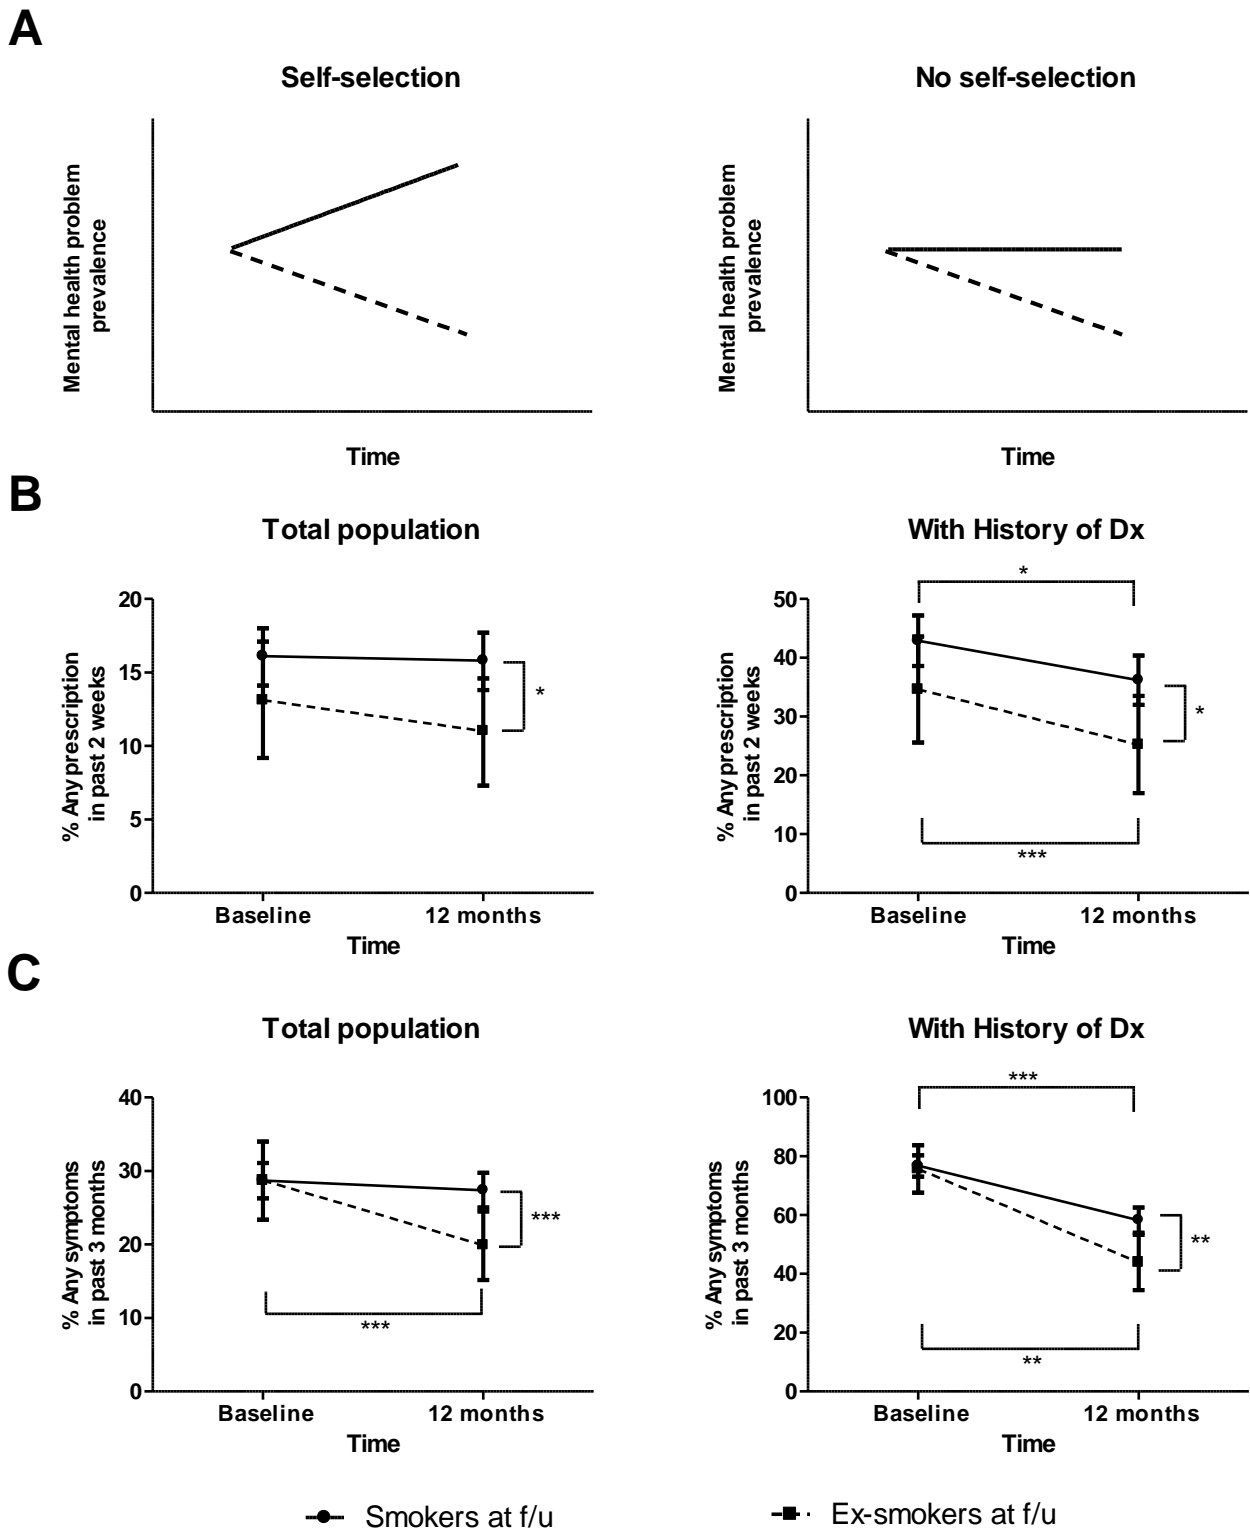 A
Self-selection
Mental health problem
prevalence
Time
No self-selection
Mental health problem
prevalence
Time
B
Total population
% Any prescription
in past 2 weeks
20
15
10
5
0
*
Baseline
12 months
Time
With History of Dx
% Any prescription
in past 2 weeks
50
40
30
20
10
0
*
*
***
Baseline
12 months
Time
C
Total population
% Any symptoms
in past 3 months
40
30
20
10
0
***
***
Baseline
12 months
Time
With History of Dx
% Any symptoms
in past 3 months
100
80
60
40
20
0
***
**
**
Baseline
12 months
Time
Smokers at f/u
Ex-smokers at f/u